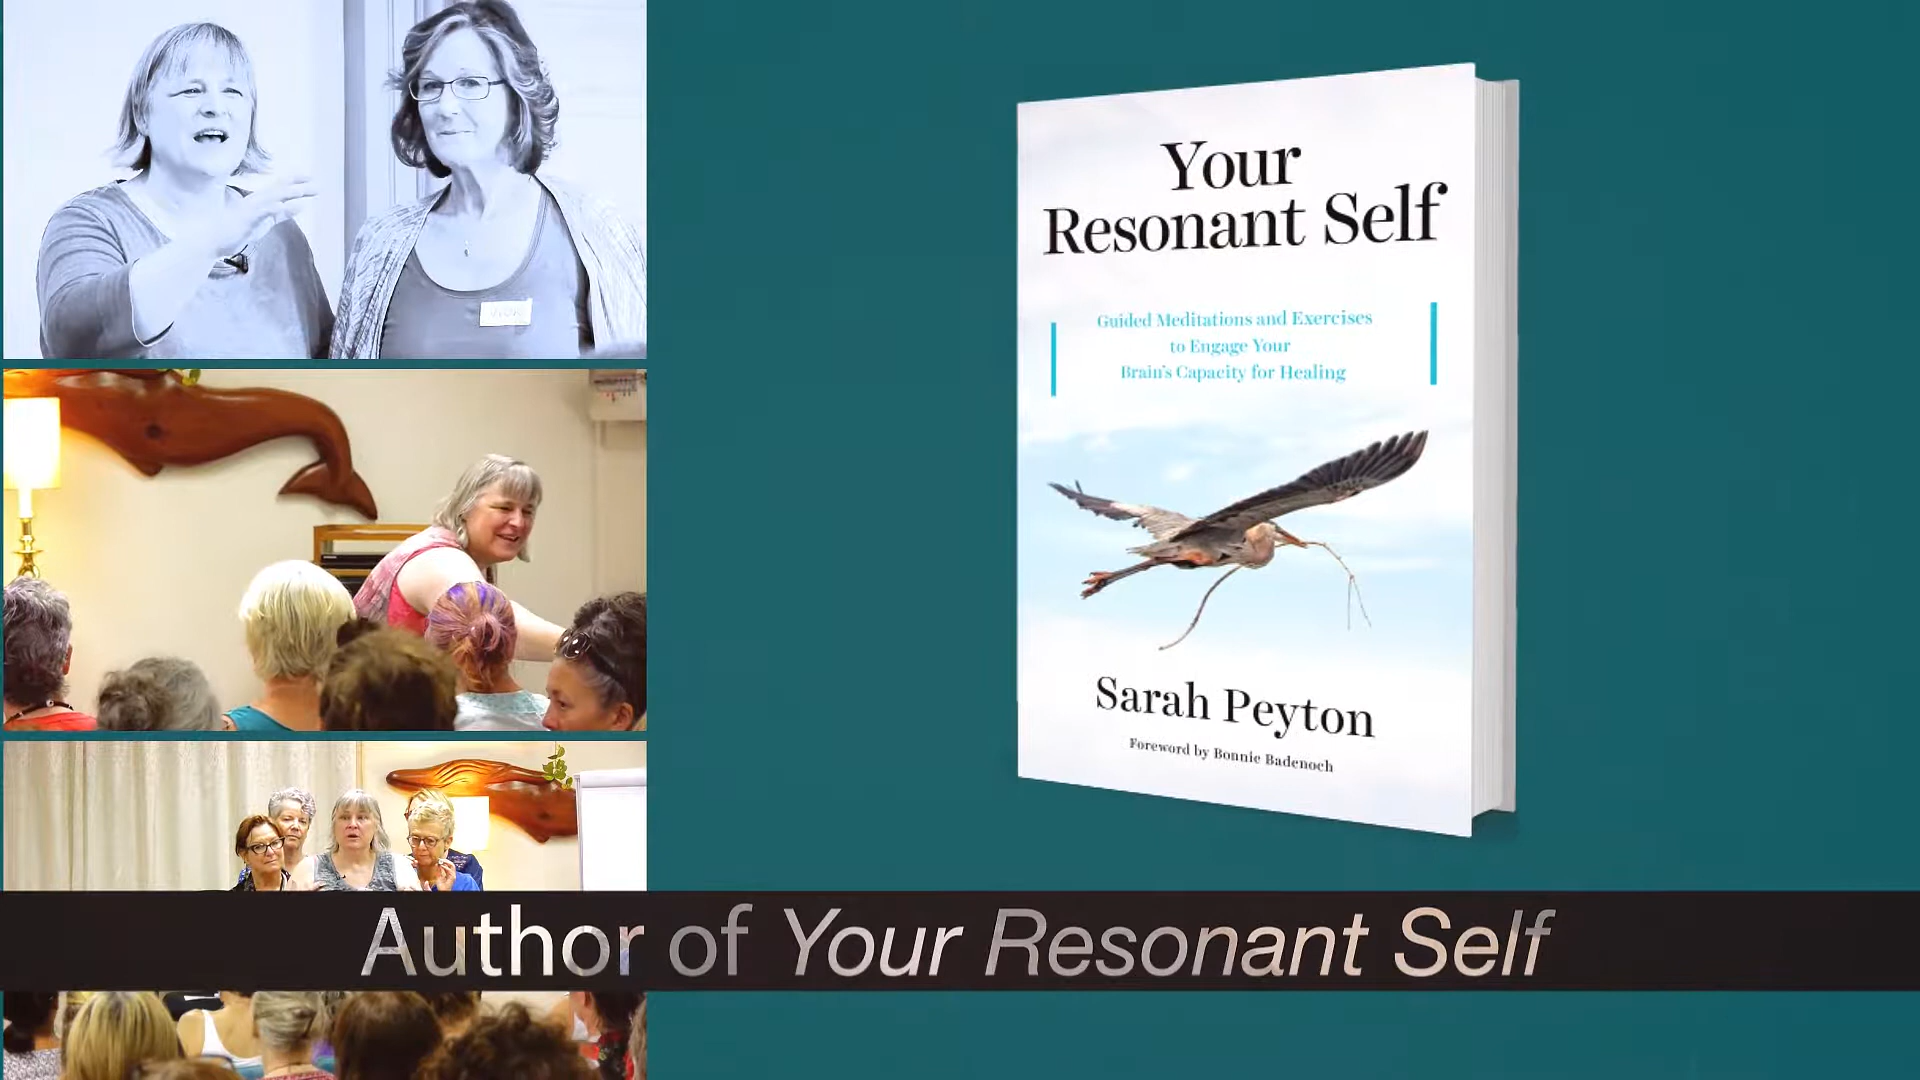 Your
Resonant Self
Guided Meditations and Exercises
to Engage Your
Brain's Capacity for Healing
Sarah Peyton
Foreword by Bonnie Badenoch
Author of Your Resonant Self